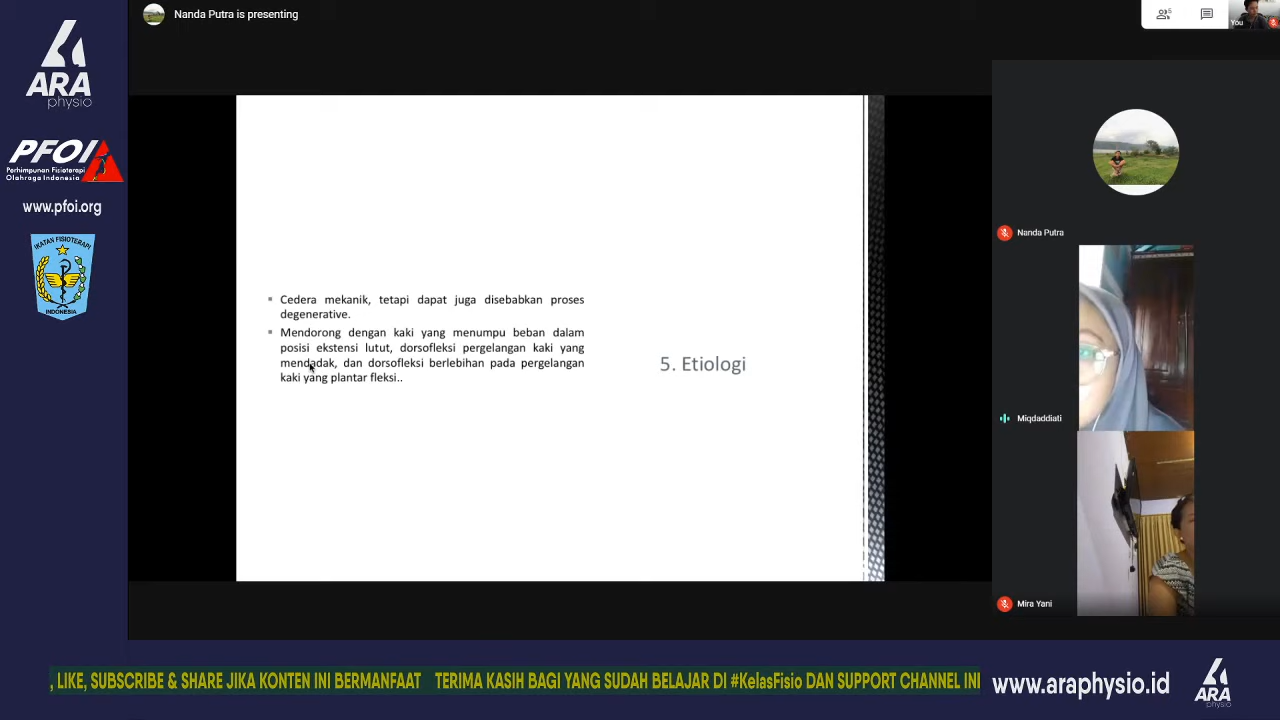 Nanda Putra is presenting
5
You
ARA
physio
PFOI
Perhimpunan Fisioterapi
Olahraga Indonesia
www.pfoi.org
IKATAN FISIOTERAPI
INDONESIA
Cedera mekanik, tetapi dapat juga disebabkan proses
degenerative.
Mendorong dengan kaki yang menumpu beban dalam
posisi ekstensi lutut, dorsofleksi pergelangan kaki yang
mendadak, dan dorsofleksi berlebihan pada pergelangan
kaki yang plantar fleksi..
5. Etiologi
Nanda Putra
Miqdaddiati
Mira Yani
, LIKE, SUBSCRIBE & SHARE JIKA KONTEN INI BERMANFAAT TERIMA KASIH BAGI YANG SUDAH BELAJAR DI #KelasFisio DAN SUPPORT CHANNEL INI
www.araphysio.id
ARA
physio